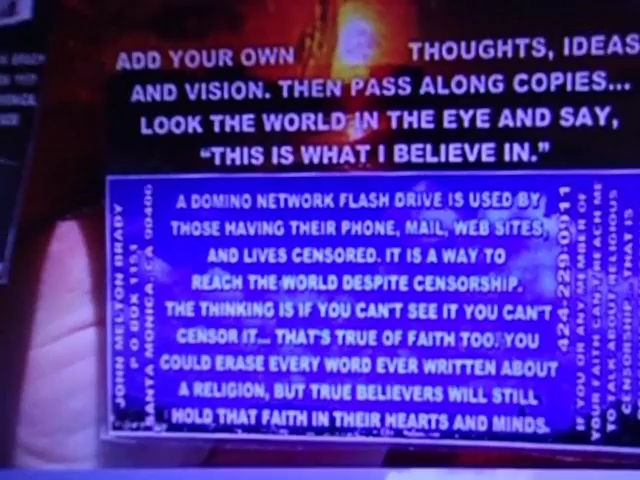 ADD YOUR OWN THOUGHTS, IDEAS
AND VISION. THEN PASS ALONG COPIES...
LOOK THE WORLD IN THE EYE AND SAY,
“THIS IS WHAT I BELIEVE IN.”
A DOMINO NETWORK FLASH DRIVE IS USED BY
THOSE HAVING THEIR PHONE, MAIL, WEB SITES,
AND LIVES CENSORED. IT IS A WAY TO
REACH THE WORLD DESPITE CENSORSHIP.
THE THINKING IS IF YOU CAN'T SEE IT YOU CAN'T
CENSOR IT... THAT'S TRUE OF FAITH TOO. YOU
COULD ERASE EVERY WORD EVER WRITTEN ABOUT
A RELIGION, BUT TRUE BELIEVERS WILL STILL
HOLD THAT FAITH IN THEIR HEARTS AND MINDS.
JOHN MELTON BRADY
P O BOX 1151
SANTA MONICA, CA 90406
424-229-0911
IF YOU OR ANY MEMBER OF
YOUR FAITH CAN'T REACH ME
TO TALK ABOUT RELIGIOUS
THAT IS